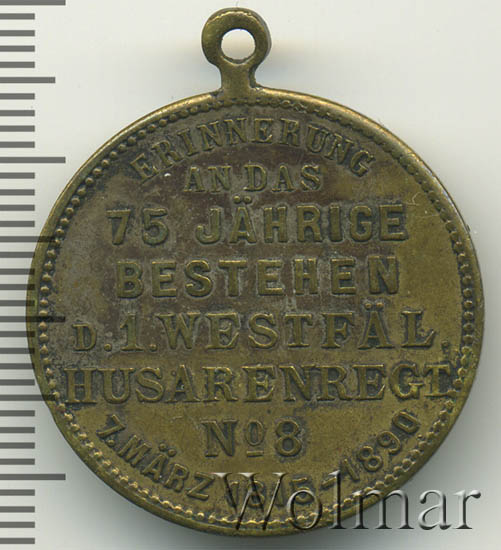 ERINNERUNG
AN DAS
75 JÄHRIGE
BESTEHEN
D. 1. WESTFÄL.
HUSARENREGT.
No 8
7. MÄRZ 1815-1890
Wolmar